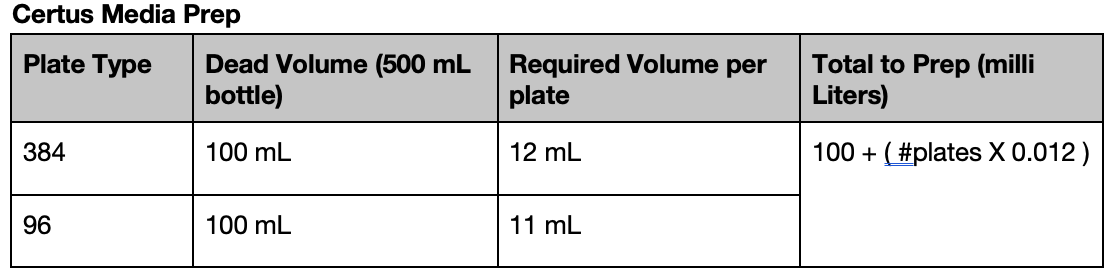 Certus Media Prep
Plate Type
Dead Volume (500 mL
bottle)
Required Volume per
plate
Total to Prep (milli
Liters)
384
100 mL
12 mL
100 + ( #plates X 0.012 )
96
100 mL
11 mL